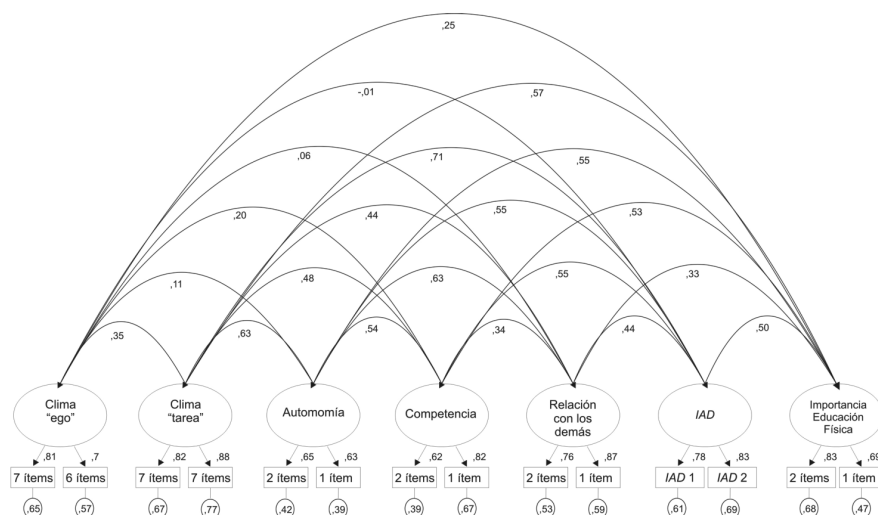 ,25
-,01
,57
,06
,71
,55
,20
,44
,55
,53
,11
,48
,63
,55
,33
,35
,63
,54
,34
,44
,50
Clima
“ego”
Clima
“tarea”
Automomía
Competencia
Relación
con los
demás
IAD
Importancia
Educación
Física
,81 ,7 ,82 ,88 ,65 ,63 ,62 ,82 ,76 ,87 ,78 ,83 ,83 ,69
7 ítems 6 ítems 7 ítems 7 ítems 2 ítems 1 ítem 2 ítems 1 ítem 2 ítems 1 ítem IAD 1 IAD 2 2 ítems 1 ítem
,65 ,57 ,67 ,77 ,42 ,39 ,39 ,67 ,53 ,59 ,61 ,69 ,68 ,47